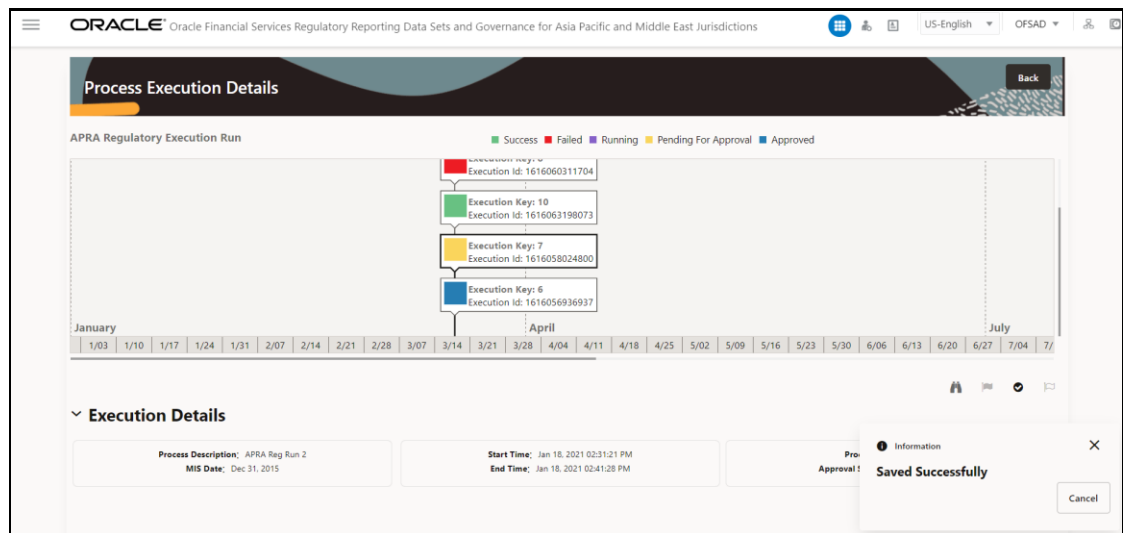 ORACLE Oracle Financial Services Regulatory Reporting Data Sets and Governance for Asia Pacific and Middle East Jurisdictions US-English OFSAD
Process Execution Details
Back
APRA Regulatory Execution Run
Success Failed Running Pending For Approval Approved
Execution Id: 1616060311704
Execution Key: 10
Execution Id: 1616063198073
Execution Key: 7
Execution Id: 1616058024800
Execution Key: 6
Execution Id: 1616056936937
January April July
1/03 1/10 1/17 1/24 1/31 2/07 2/14 2/21 2/28 3/07 3/14 3/21 3/28 4/04 4/11 4/18 4/25 5/02 5/09 5/16 5/23 5/30 6/06 6/13 6/20 6/27 7/04 7/
Execution Details
Process Description: APRA Reg Run 2
MIS Date: Dec 31, 2015
Start Time: Jan 18, 2021 02:31:21 PM
End Time: Jan 18, 2021 02:41:28 PM
Pro
Approval
Information
Saved Successfully
Cancel